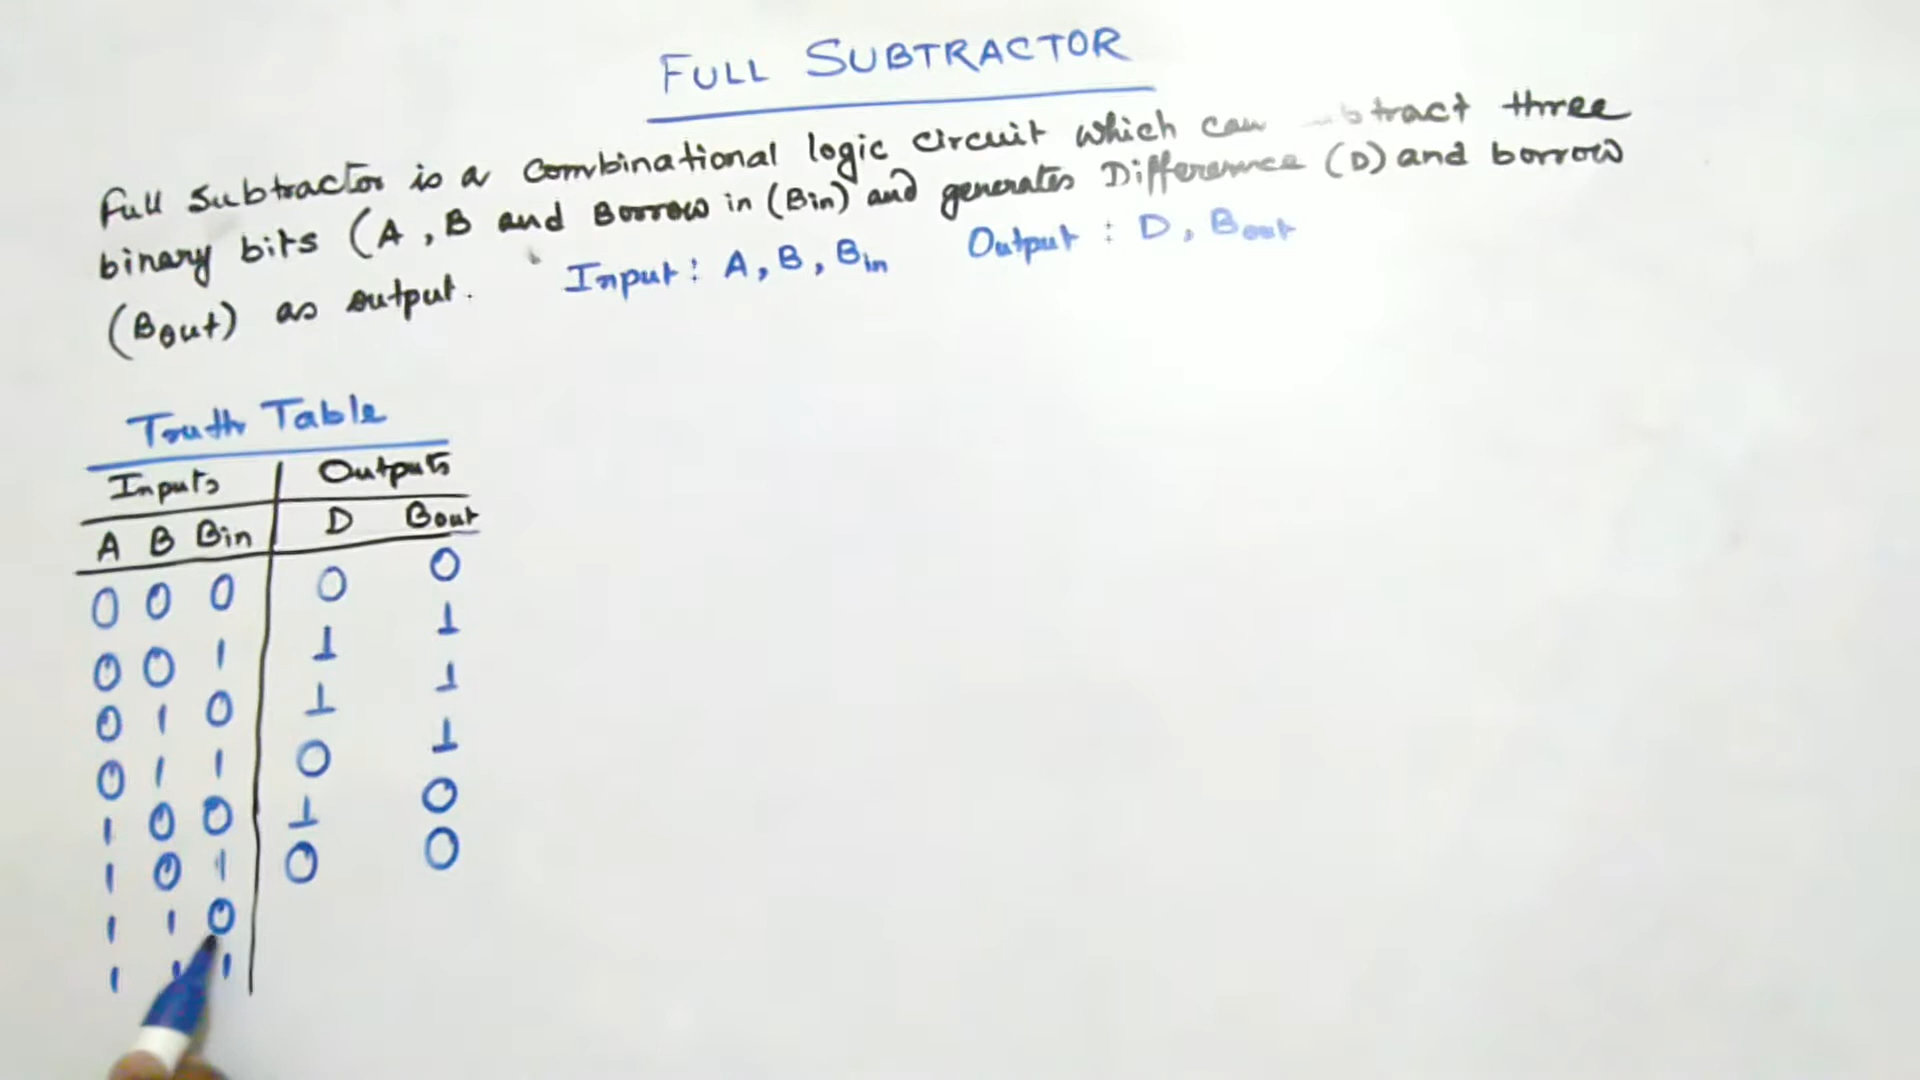 FULL SUBTRACTOR
Full Subtractor is a Combinational logic circuit which can subtract three
binary bits (A, B and Borrow in (Bin) and generates Difference (D) and borrow
(Bout) as output.
Input: A, B, Bin Output: D, Bout
Truth Table
Inputs Outputs
A B Bin D Bout
0 0 0 0 0
0 0 1 1 1
0 1 0 1 1
0 1 1 0 1
1 0 0 1 0
1 0 1 0 0
1 1 0
1 1 1